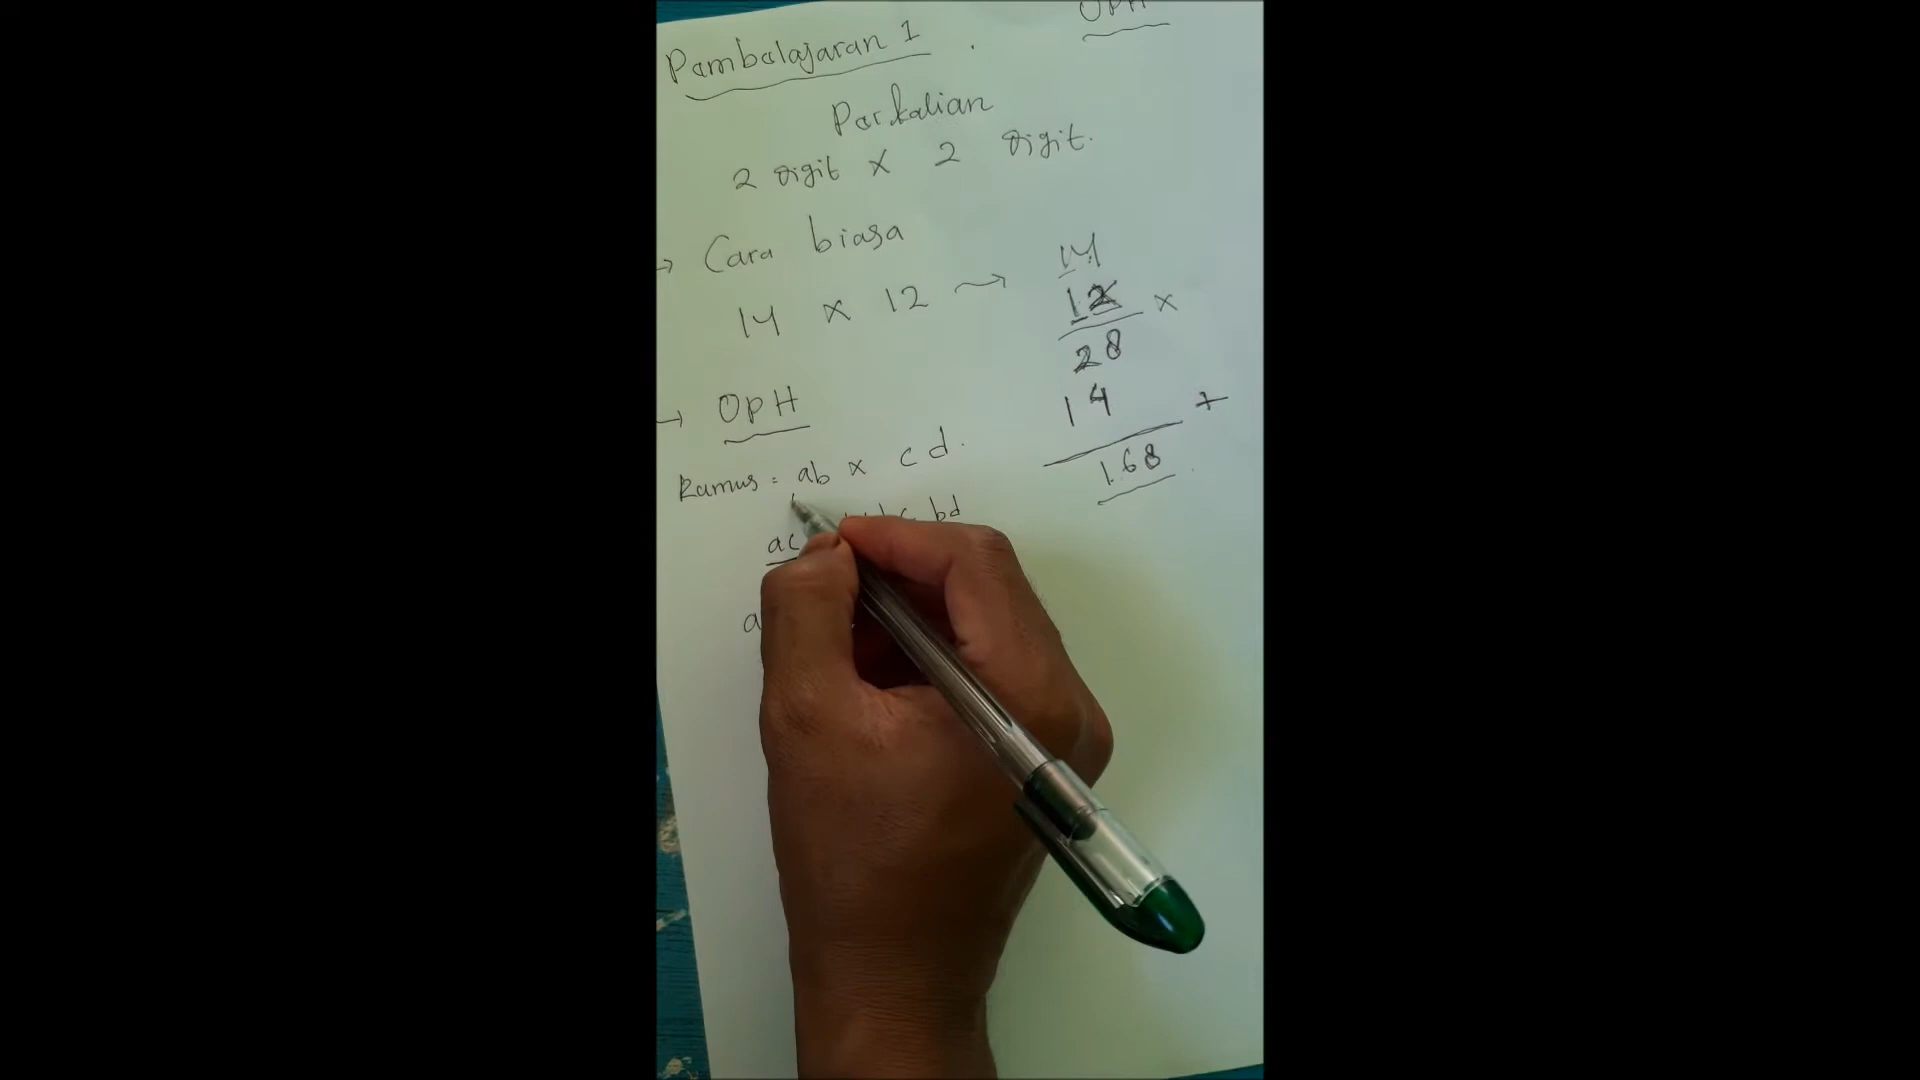 OPH
Pembelajaran 1
Perkalian
2 digit x 2 digit.
→ Cara biasa
14 x 12 →
14
12 x
28
14 +
168
→ OPH
Rumus = ab x cd.
ac bd
a